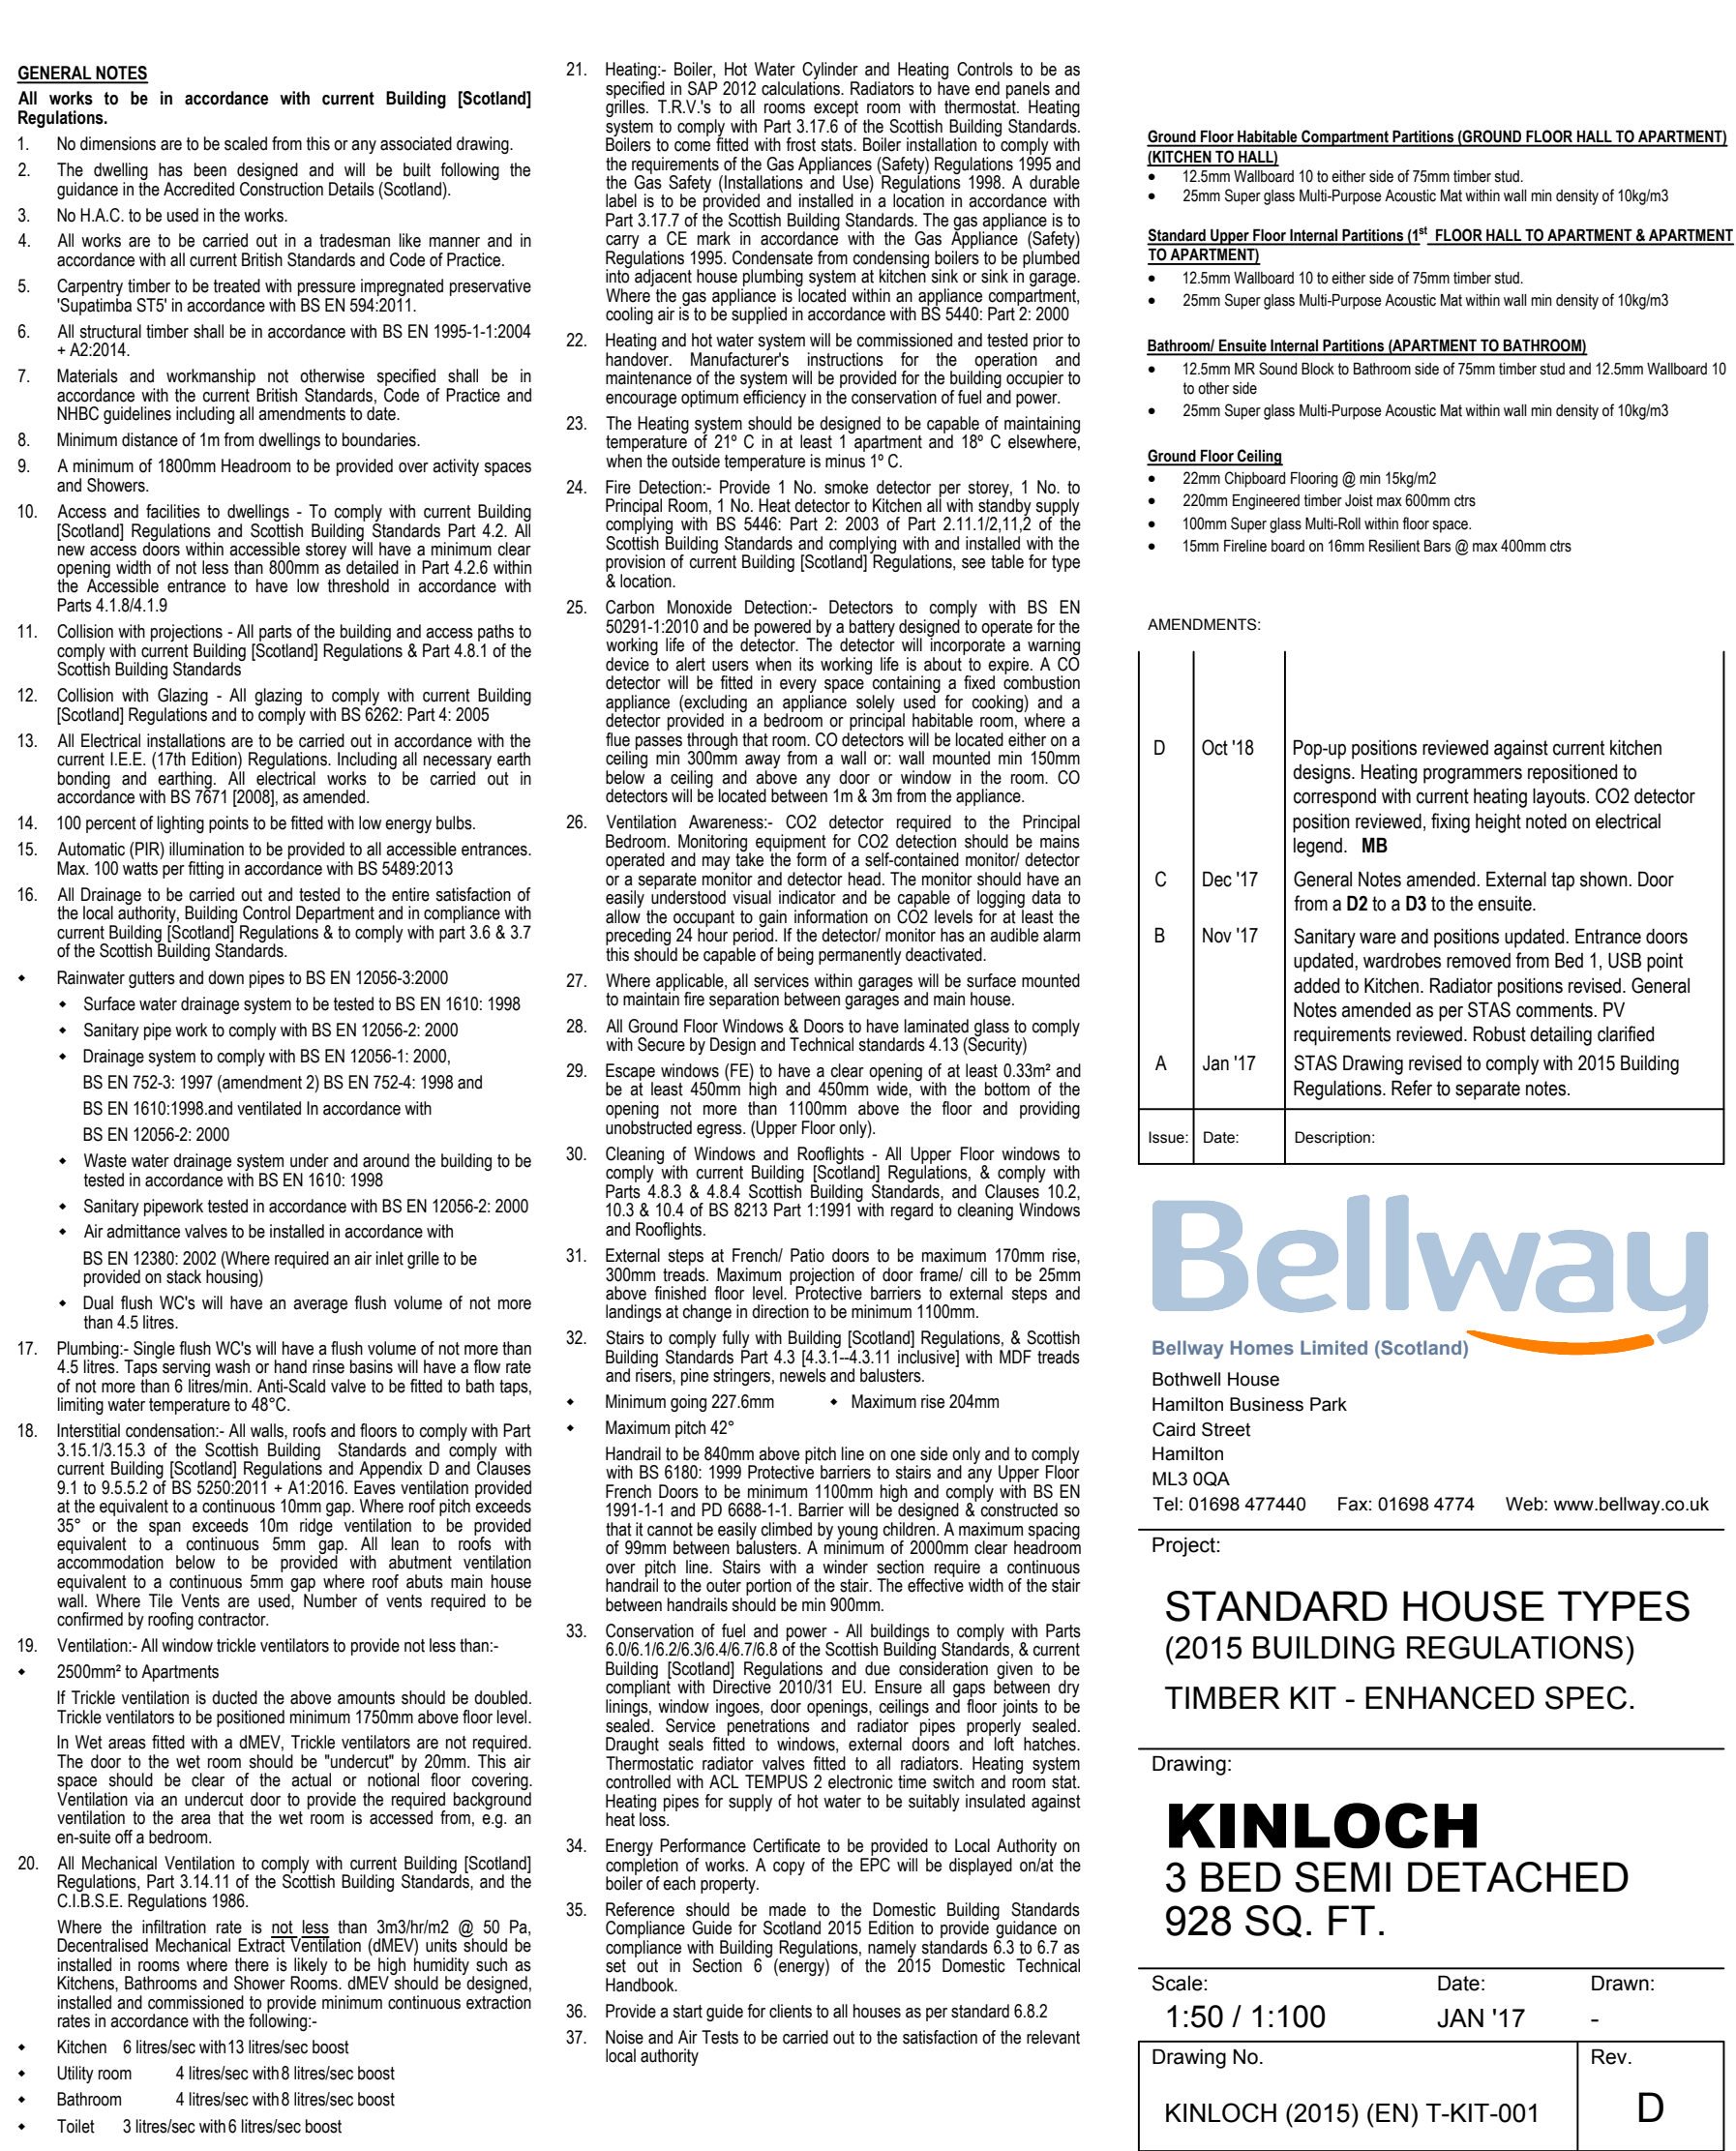 GENERAL NOTES
All works to be in accordance with current Building [Scotland]
Regulations.
1. No dimensions are to be scaled from this or any associated drawing.
2. The dwelling has been designed and will be built following the
guidance in the Accredited Construction Details (Scotland).
3. No H.A.C. to be used in the works.
4. All works are to be carried out in a tradesman like manner and in
accordance with all current British Standards and Code of Practice.
5. Carpentry timber to be treated with pressure impregnated preservative
'Supatimba ST5' in accordance with BS EN 594:2011.
6. All structural timber shall be in accordance with BS EN 1995-1-1:2004
+ A2:2014.
7. Materials and workmanship not otherwise specified shall be in
accordance with the current British Standards, Code of Practice and
NHBC guidelines including all amendments to date.
8. Minimum distance of 1m from dwellings to boundaries.
9. A minimum of 1800mm Headroom to be provided over activity spaces
and Showers.
10. Access and facilities to dwellings - To comply with current Building
[Scotland] Regulations and Scottish Building Standards Part 4.2. All
new access doors within accessible storey will have a minimum clear
opening width of not less than 800mm as detailed in Part 4.2.6 within
the Accessible entrance to have low threshold in accordance with
Parts 4.1.8/4.1.9
11. Collision with projections - All parts of the building and access paths to
comply with current Building [Scotland] Regulations & Part 4.8.1 of the
Scottish Building Standards
12. Collision with Glazing - All glazing to comply with current Building
[Scotland] Regulations and to comply with BS 6262: Part 4: 2005
13. All Electrical installations are to be carried out in accordance with the
current I.E.E. (17th Edition) Regulations. Including all necessary earth
bonding and earthing. All electrical works to be carried out in
accordance with BS 7671 [2008], as amended.
14. 100 percent of lighting points to be fitted with low energy bulbs.
15. Automatic (PIR) illumination to be provided to all accessible entrances.
Max. 100 watts per fitting in accordance with BS 5489:2013
16. All Drainage to be carried out and tested to the entire satisfaction of
the local authority, Building Control Department and in compliance with
current Building [Scotland] Regulations & to comply with part 3.6 & 3.7
of the Scottish Building Standards.
◆ Rainwater gutters and down pipes to BS EN 12056-3:2000
◆ Surface water drainage system to be tested to BS EN 1610: 1998
◆ Sanitary pipe work to comply with BS EN 12056-2: 2000
◆ Drainage system to comply with BS EN 12056-1: 2000,
BS EN 752-3: 1997 (amendment 2) BS EN 752-4: 1998 and
BS EN 1610:1998.and ventilated In accordance with
BS EN 12056-2: 2000
◆ Waste water drainage system under and around the building to be
tested in accordance with BS EN 1610: 1998
◆ Sanitary pipework tested in accordance with BS EN 12056-2: 2000
◆ Air admittance valves to be installed in accordance with
BS EN 12380: 2002 (Where required an air inlet grille to be
provided on stack housing)
◆ Dual flush WC's will have an average flush volume of not more
than 4.5 litres.
17. Plumbing:- Single flush WC's will have a flush volume of not more than
4.5 litres. Taps serving wash or hand rinse basins will have a flow rate
of not more than 6 litres/min. Anti-Scald valve to be fitted to bath taps,
limiting water temperature to 48°C.
18. Interstitial condensation:- All walls, roofs and floors to comply with Part
3.15.1/3.15.3 of the Scottish Building Standards and comply with
current Building [Scotland] Regulations and Appendix D and Clauses
9.1 to 9.5.5.2 of BS 5250:2011 + A1:2016. Eaves ventilation provided
at the equivalent to a continuous 10mm gap. Where roof pitch exceeds
35° or the span exceeds 10m ridge ventilation to be provided
equivalent to a continuous 5mm gap. All lean to roofs with
accommodation below to be provided with abutment ventilation
equivalent to a continuous 5mm gap where roof abuts main house
wall. Where Tile Vents are used, Number of vents required to be
confirmed by roofing contractor.
19. Ventilation:- All window trickle ventilators to provide not less than:-
◆ 2500mm² to Apartments
If Trickle ventilation is ducted the above amounts should be doubled.
Trickle ventilators to be positioned minimum 1750mm above floor level.
In Wet areas fitted with a dMEV, Trickle ventilators are not required.
The door to the wet room should be "undercut" by 20mm. This air
space should be clear of the actual or notional floor covering.
Ventilation via an undercut door to provide the required background
ventilation to the area that the wet room is accessed from, e.g. an
en-suite off a bedroom.
20. All Mechanical Ventilation to comply with current Building [Scotland]
Regulations, Part 3.14.11 of the Scottish Building Standards, and the
C.I.B.S.E. Regulations 1986.
Where the infiltration rate is not less than 3m3/hr/m2 @ 50 Pa,
Decentralised Mechanical Extract Ventilation (dMEV) units should be
installed in rooms where there is likely to be high humidity such as
Kitchens, Bathrooms and Shower Rooms. dMEV should be designed,
installed and commissioned to provide minimum continuous extraction
rates in accordance with the following:-
◆ Kitchen 6 litres/sec with13 litres/sec boost
◆ Utility room 4 litres/sec with8 litres/sec boost
◆ Bathroom 4 litres/sec with8 litres/sec boost
◆ Toilet 3 litres/sec with6 litres/sec boost
21. Heating:- Boiler, Hot Water Cylinder and Heating Controls to be as
specified in SAP 2012 calculations. Radiators to have end panels and
grilles. T.R.V.'s to all rooms except room with thermostat. Heating
system to comply with Part 3.17.6 of the Scottish Building Standards.
Boilers to come fitted with frost stats. Boiler installation to comply with
the requirements of the Gas Appliances (Safety) Regulations 1995 and
the Gas Safety (Installations and Use) Regulations 1998. A durable
label is to be provided and installed in a location in accordance with
Part 3.17.7 of the Scottish Building Standards. The gas appliance is to
carry a CE mark in accordance with the Gas Appliance (Safety)
Regulations 1995. Condensate from condensing boilers to be plumbed
into adjacent house plumbing system at kitchen sink or sink in garage.
Where the gas appliance is located within an appliance compartment,
cooling air is to be supplied in accordance with BS 5440: Part 2: 2000
22. Heating and hot water system will be commissioned and tested prior to
handover. Manufacturer's instructions for the operation and
maintenance of the system will be provided for the building occupier to
encourage optimum efficiency in the conservation of fuel and power.
23. The Heating system should be designed to be capable of maintaining
temperature of 21º C in at least 1 apartment and 18º C elsewhere,
when the outside temperature is minus 1º C.
24. Fire Detection:- Provide 1 No. smoke detector per storey, 1 No. to
Principal Room, 1 No. Heat detector to Kitchen all with standby supply
complying with BS 5446: Part 2: 2003 of Part 2.11.1/2,11,2 of the
Scottish Building Standards and complying with and installed with the
provision of current Building [Scotland] Regulations, see table for type
& location.
25. Carbon Monoxide Detection:- Detectors to comply with BS EN
50291-1:2010 and be powered by a battery designed to operate for the
working life of the detector. The detector will incorporate a warning
device to alert users when its working life is about to expire. A CO
detector will be fitted in every space containing a fixed combustion
appliance (excluding an appliance solely used for cooking) and a
detector provided in a bedroom or principal habitable room, where a
flue passes through that room. CO detectors will be located either on a
ceiling min 300mm away from a wall or: wall mounted min 150mm
below a ceiling and above any door or window in the room. CO
detectors will be located between 1m & 3m from the appliance.
26. Ventilation Awareness:- CO2 detector required to the Principal
Bedroom. Monitoring equipment for CO2 detection should be mains
operated and may take the form of a self-contained monitor/ detector
or a separate monitor and detector head. The monitor should have an
easily understood visual indicator and be capable of logging data to
allow the occupant to gain information on CO2 levels for at least the
preceding 24 hour period. If the detector/ monitor has an audible alarm
this should be capable of being permanently deactivated.
27. Where applicable, all services within garages will be surface mounted
to maintain fire separation between garages and main house.
28. All Ground Floor Windows & Doors to have laminated glass to comply
with Secure by Design and Technical standards 4.13 (Security)
29. Escape windows (FE) to have a clear opening of at least 0.33m² and
be at least 450mm high and 450mm wide, with the bottom of the
opening not more than 1100mm above the floor and providing
unobstructed egress. (Upper Floor only).
30. Cleaning of Windows and Rooflights - All Upper Floor windows to
comply with current Building [Scotland] Regulations, & comply with
Parts 4.8.3 & 4.8.4 Scottish Building Standards, and Clauses 10.2,
10.3 & 10.4 of BS 8213 Part 1:1991 with regard to cleaning Windows
and Rooflights.
31. External steps at French/ Patio doors to be maximum 170mm rise,
300mm treads. Maximum projection of door frame/ cill to be 25mm
above finished floor level. Protective barriers to external steps and
landings at change in direction to be minimum 1100mm.
32. Stairs to comply fully with Building [Scotland] Regulations, & Scottish
Building Standards Part 4.3 [4.3.1--4.3.11 inclusive] with MDF treads
and risers, pine stringers, newels and balusters.
◆ Minimum going 227.6mm ◆ Maximum rise 204mm
◆ Maximum pitch 42°
Handrail to be 840mm above pitch line on one side only and to comply
with BS 6180: 1999 Protective barriers to stairs and any Upper Floor
French Doors to be minimum 1100mm high and comply with BS EN
1991-1-1 and PD 6688-1-1. Barrier will be designed & constructed so
that it cannot be easily climbed by young children. A maximum spacing
of 99mm between balusters. A minimum of 2000mm clear headroom
over pitch line. Stairs with a winder section require a continuous
handrail to the outer portion of the stair. The effective width of the stair
between handrails should be min 900mm.
33. Conservation of fuel and power - All buildings to comply with Parts
6.0/6.1/6.2/6.3/6.4/6.7/6.8 of the Scottish Building Standards, & current
Building [Scotland] Regulations and due consideration given to be
compliant with Directive 2010/31 EU. Ensure all gaps between dry
linings, window ingoes, door openings, ceilings and floor joints to be
sealed. Service penetrations and radiator pipes properly sealed.
Draught seals fitted to windows, external doors and loft hatches.
Thermostatic radiator valves fitted to all radiators. Heating system
controlled with ACL TEMPUS 2 electronic time switch and room stat.
Heating pipes for supply of hot water to be suitably insulated against
heat loss.
34. Energy Performance Certificate to be provided to Local Authority on
completion of works. A copy of the EPC will be displayed on/at the
boiler of each property.
35. Reference should be made to the Domestic Building Standards
Compliance Guide for Scotland 2015 Edition to provide guidance on
compliance with Building Regulations, namely standards 6.3 to 6.7 as
set out in Section 6 (energy) of the 2015 Domestic Technical
Handbook.
36. Provide a start guide for clients to all houses as per standard 6.8.2
37. Noise and Air Tests to be carried out to the satisfaction of the relevant
local authority
Ground Floor Habitable Compartment Partitions (GROUND FLOOR HALL TO APARTMENT)
(KITCHEN TO HALL)
• 12.5mm Wallboard 10 to either side of 75mm timber stud.
• 25mm Super glass Multi-Purpose Acoustic Mat within wall min density of 10kg/m3
Standard Upper Floor Internal Partitions (1st FLOOR HALL TO APARTMENT & APARTMENT
TO APARTMENT)
• 12.5mm Wallboard 10 to either side of 75mm timber stud.
• 25mm Super glass Multi-Purpose Acoustic Mat within wall min density of 10kg/m3
Bathroom/ Ensuite Internal Partitions (APARTMENT TO BATHROOM)
• 12.5mm MR Sound Block to Bathroom side of 75mm timber stud and 12.5mm Wallboard 10
to other side
• 25mm Super glass Multi-Purpose Acoustic Mat within wall min density of 10kg/m3
Ground Floor Ceiling
• 22mm Chipboard Flooring @ min 15kg/m2
• 220mm Engineered timber Joist max 600mm ctrs
• 100mm Super glass Multi-Roll within floor space.
• 15mm Fireline board on 16mm Resilient Bars @ max 400mm ctrs
AMENDMENTS:
D Oct '18 Pop-up positions reviewed against current kitchen
designs. Heating programmers repositioned to
correspond with current heating layouts. CO2 detector
position reviewed, fixing height noted on electrical
legend. MB
C Dec '17 General Notes amended. External tap shown. Door
from a D2 to a D3 to the ensuite.
B Nov '17 Sanitary ware and positions updated. Entrance doors
updated, wardrobes removed from Bed 1, USB point
added to Kitchen. Radiator positions revised. General
Notes amended as per STAS comments. PV
requirements reviewed. Robust detailing clarified
A Jan '17 STAS Drawing revised to comply with 2015 Building
Regulations. Refer to separate notes.
Issue: Date: Description:
Bellway
Bellway Homes Limited (Scotland)
Bothwell House
Hamilton Business Park
Caird Street
Hamilton
ML3 0QA
Tel: 01698 477440 Fax: 01698 4774 Web: www.bellway.co.uk
Project:
STANDARD HOUSE TYPES
(2015 BUILDING REGULATIONS)
TIMBER KIT - ENHANCED SPEC.
Drawing:
KINLOCH
3 BED SEMI DETACHED
928 SQ. FT.
Scale: Date: Drawn:
1:50 / 1:100 JAN '17 -
Drawing No. Rev.
KINLOCH (2015) (EN) T-KIT-001 D